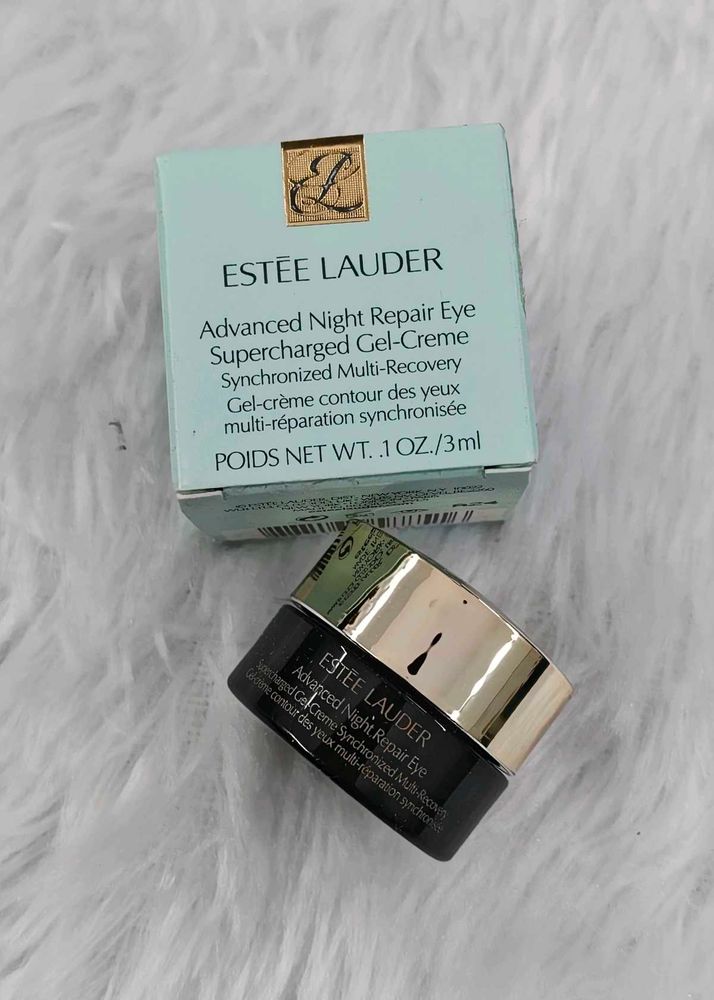 ESTĒE LAUDER
Advanced Night Repair Eye
Supercharged Gel-Creme
Synchronized Multi-Recovery
Gel-crème contour des yeux
multi-réparation synchronisée
POIDS NET WT. .1 OZ./3ml
ESTĒE LAUDER
Advanced Night Repair Eye
Supercharged Gel-Creme Synchronized Multi-Recovery
Gel-crème contour des yeux multi-réparation synchronisée